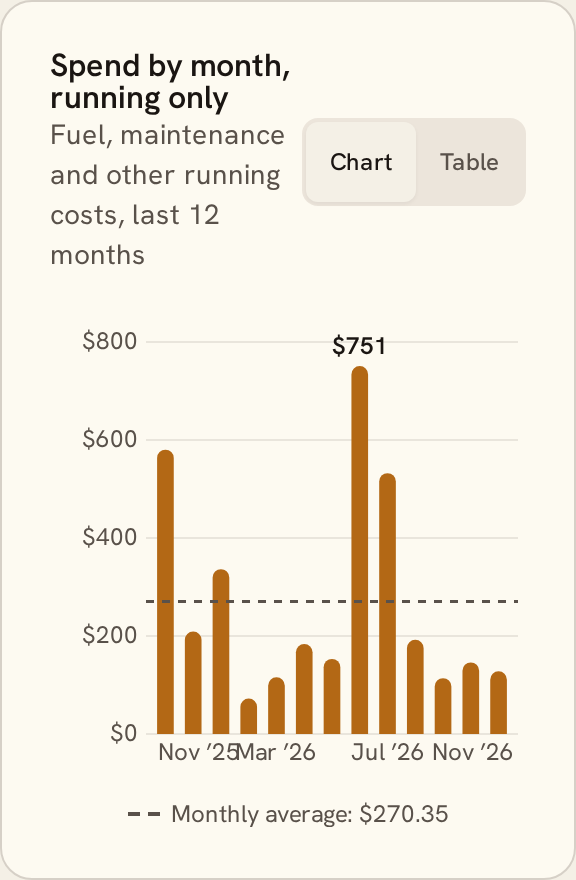 Spend by month,
running only
Fuel, maintenance
and other running
costs, last 12
months
Chart
Table
$800
$751
$600
$400
$200
$0
Nov ’25
Mar ’26
Jul ’26
Nov ’26
Monthly average: $270.35